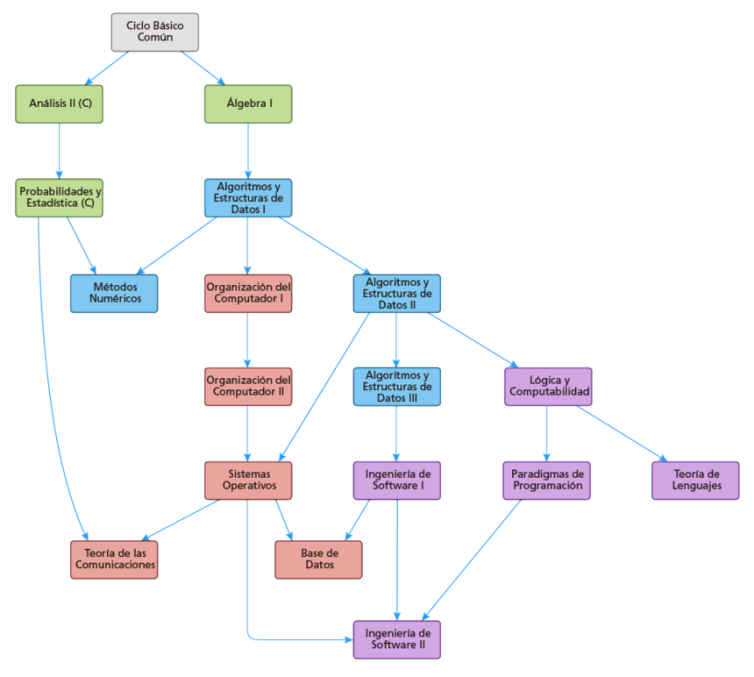 Ciclo Básico
Común
Análisis II (C)
Álgebra I
Probabilidades y
Estadística (C)
Algoritmos y
Estructuras de
Datos I
Métodos
Numéricos
Organización del
Computador I
Algoritmos y
Estructuras de
Datos II
Organización del
Computador II
Algoritmos y
Estructuras de
Datos III
Lógica y
Computabilidad
Sistemas
Operativos
Ingeniería de
Software I
Paradigmas de
Programación
Teoría de
Lenguajes
Teoría de las
Comunicaciones
Base de
Datos
Ingeniería de
Software II